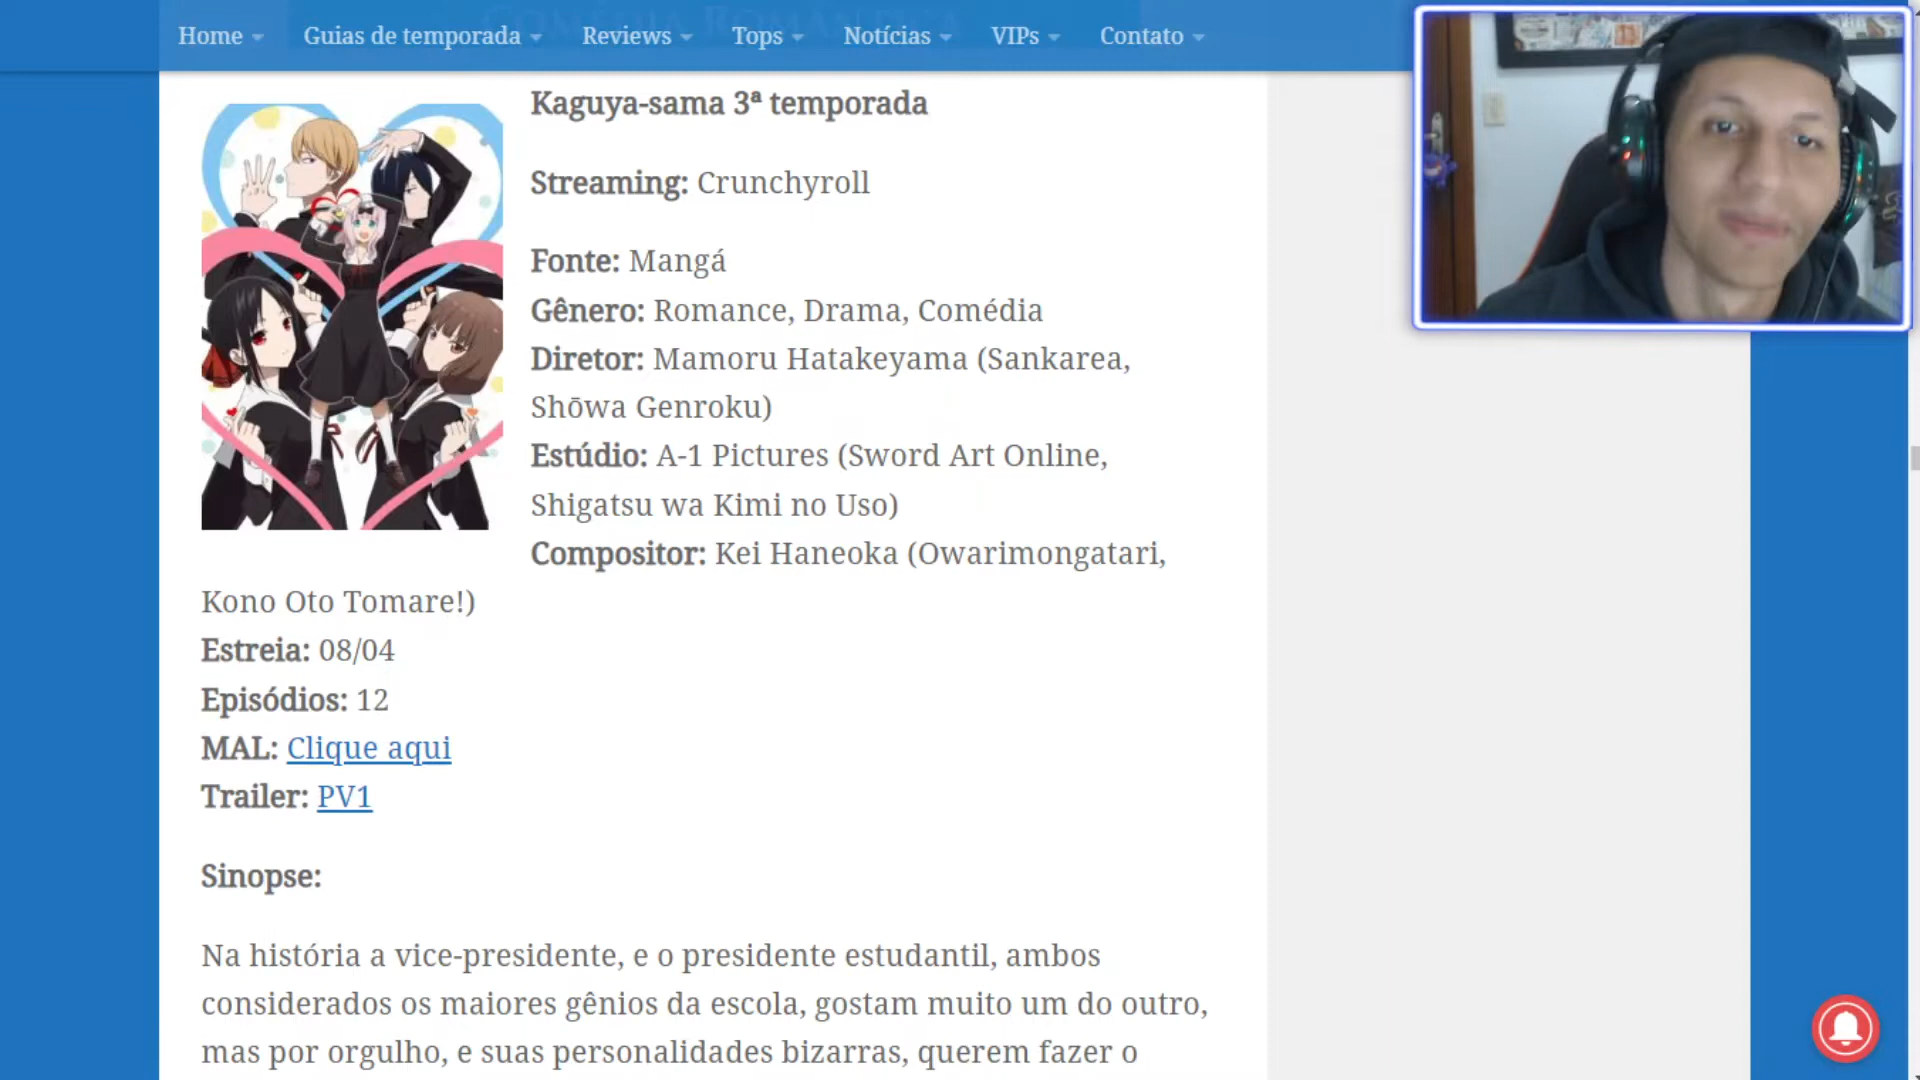 Home Guias de temporada Reviews Tops Notícias VIPs Contato
Kaguya-sama 3ª temporada
Streaming: Crunchyroll
Fonte: Mangá
Gênero: Romance, Drama, Comédia
Diretor: Mamoru Hatakeyama (Sankarea,
Shōwa Genroku)
Estúdio: A-1 Pictures (Sword Art Online,
Shigatsu wa Kimi no Uso)
Compositor: Kei Haneoka (Owarimongatari,
Kono Oto Tomare!)
Estreia: 08/04
Episódios: 12
MAL: Clique aqui
Trailer: PV1
Sinopse:
Na história a vice-presidente, e o presidente estudantil, ambos
considerados os maiores gênios da escola, gostam muito um do outro,
mas por orgulho, e suas personalidades bizarras, querem fazer o